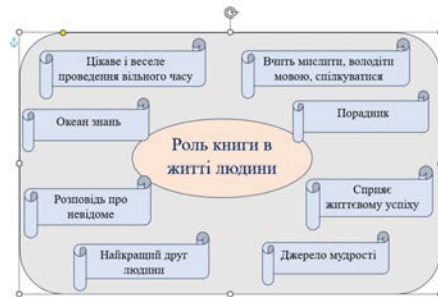 Цікаве і веселе
проведення вільного часу
Вчить мислити, володіти
мовою, спілкуватися
Океан знань
Порадник
Роль книги в
житті людини
Розповідь про
невідоме
Сприяє
життєвому успіху
Найкращий друг
людини
Джерело мудрості